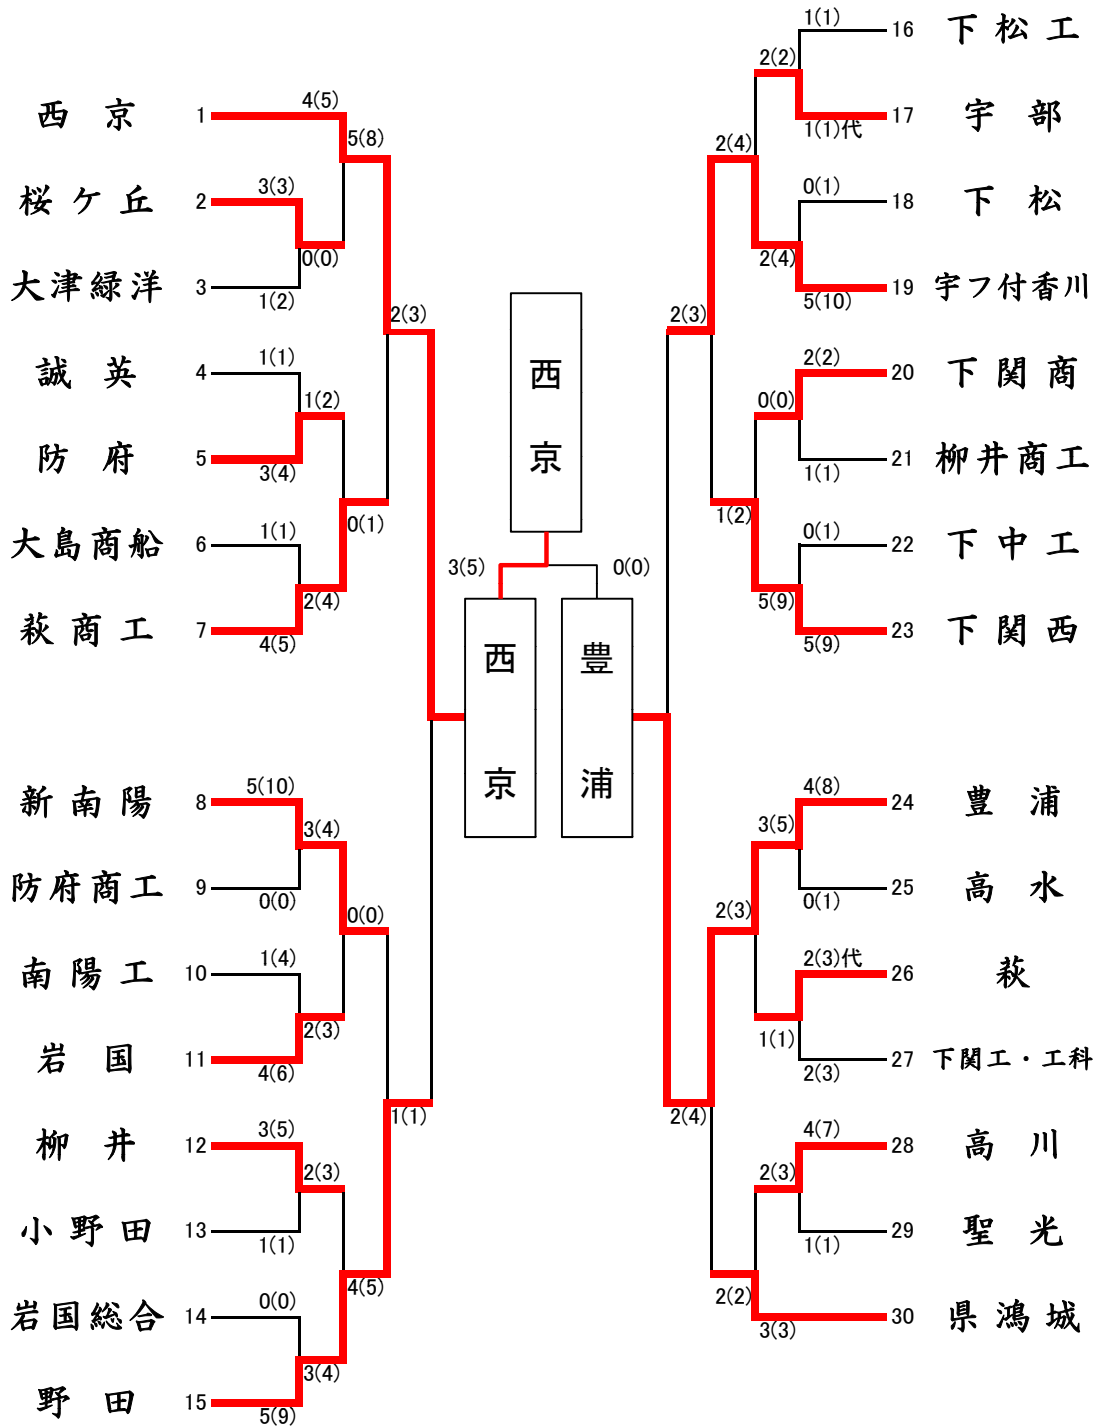 4(5)
西京 1
5(8)
3(3)
桜ケ丘 2
0(0)
大津緑洋 3
1(2)
2(3)
1(1)
誠英 4
1(2)
防府 5
3(4)
0(1)
1(1)
大島商船 6
2(4)
萩商工 7
4(5)
5(10)
新南陽 8
3(4)
防府商工 9
0(0)
0(0)
1(4)
南陽工 10
2(3)
岩国 11
4(6)
1(1)
3(5)
柳井 12
2(3)
小野田 13
1(1)
4(5)
0(0)
岩国総合 14
3(4)
野田 15
5(9)
西京
3(5)
0(0)
西京
豊浦
1(1)
16 下松工
2(2)
1(1)代
17 宇部
2(4)
0(1)
18 下松
2(4)
5(10)
19 宇フ付香川
2(3)
2(2)
20 下関商
0(0)
1(1)
21 柳井商工
1(2)
0(1)
22 下中工
5(9)
5(9)
23 下関西
4(8)
24 豊浦
3(5)
0(1)
25 高水
2(3)
2(3)代
26 萩
1(1)
2(3)
27 下関工・工科
2(4)
4(7)
28 高川
2(3)
1(1)
29 聖光
2(2)
3(3)
30 県鴻城